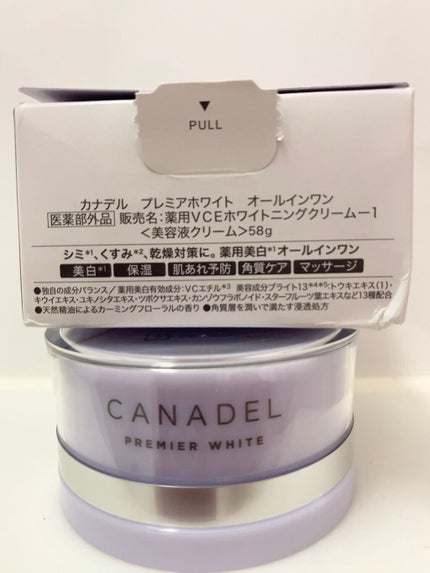 ▼
PULL
カナデル プレミアホワイト オールインワン
医薬部外品 販売名:薬用VCEホワイトニングクリームー1
<美容液クリーム>58g
シミ*¹、くすみ*²、乾燥対策に。薬用美白*¹オールインワン
美白*¹ 保湿 肌あれ予防 角質ケア マッサージ
●独自の成分バランス/薬用美白有効成分:VCエチル*³ 美容成分ブライト13*⁴*⁵:トウキエキス(1)・
キウイエキス・ユキノシタエキス・ツボクサエキス・カンゾウフラボノイド・スターフルーツ葉エキスなど13種配合
●天然精油によるカーミングフローラルの香り ●角質層を潤いで満たす浸透処方
CANADEL
PREMIER WHITE